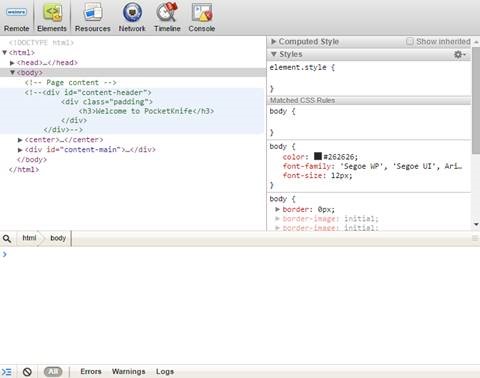 weinre
Remote
Elements
Resources
Network
Timeline
Console
<!DOCTYPE html>
▼<html>
▶<head>…</head>
▼<body>
<!-- Page content -->
<!--<div id="content-header">
<div class="padding">
<h3>Welcome to PocketKnife</h3>
</div>
</div>-->
▶<center>…</center>
▶<div id="content-main">…</div>
</body>
</html>
▶ Computed Style
Show inherited
▼ Styles
element.style {
}
Matched CSS Rules
body {
}
body {
color: #262626;
font-family: 'Segoe WP', 'Segoe UI', Ari…
font-size: 12px;
}
body {
▶ border: 0px;
▶ border-image: initial;
▶ border-image: initial;
html
body
>
All
Errors
Warnings
Logs